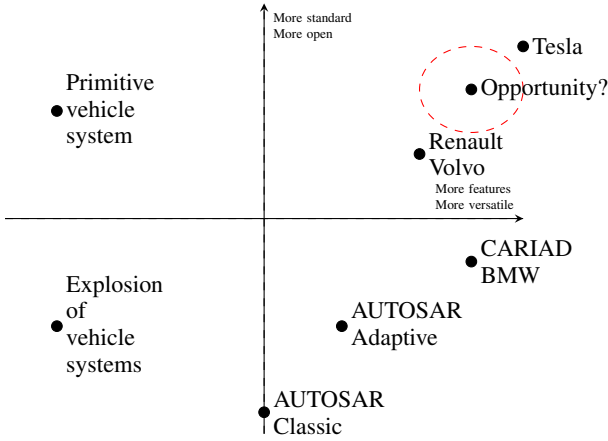 More standard
More open
Tesla
Primitive
vehicle
system
Opportunity?
Renault
Volvo
More features
More versatile
CARIAD
BMW
Explosion
of
vehicle
systems
AUTOSAR
Adaptive
AUTOSAR
Classic